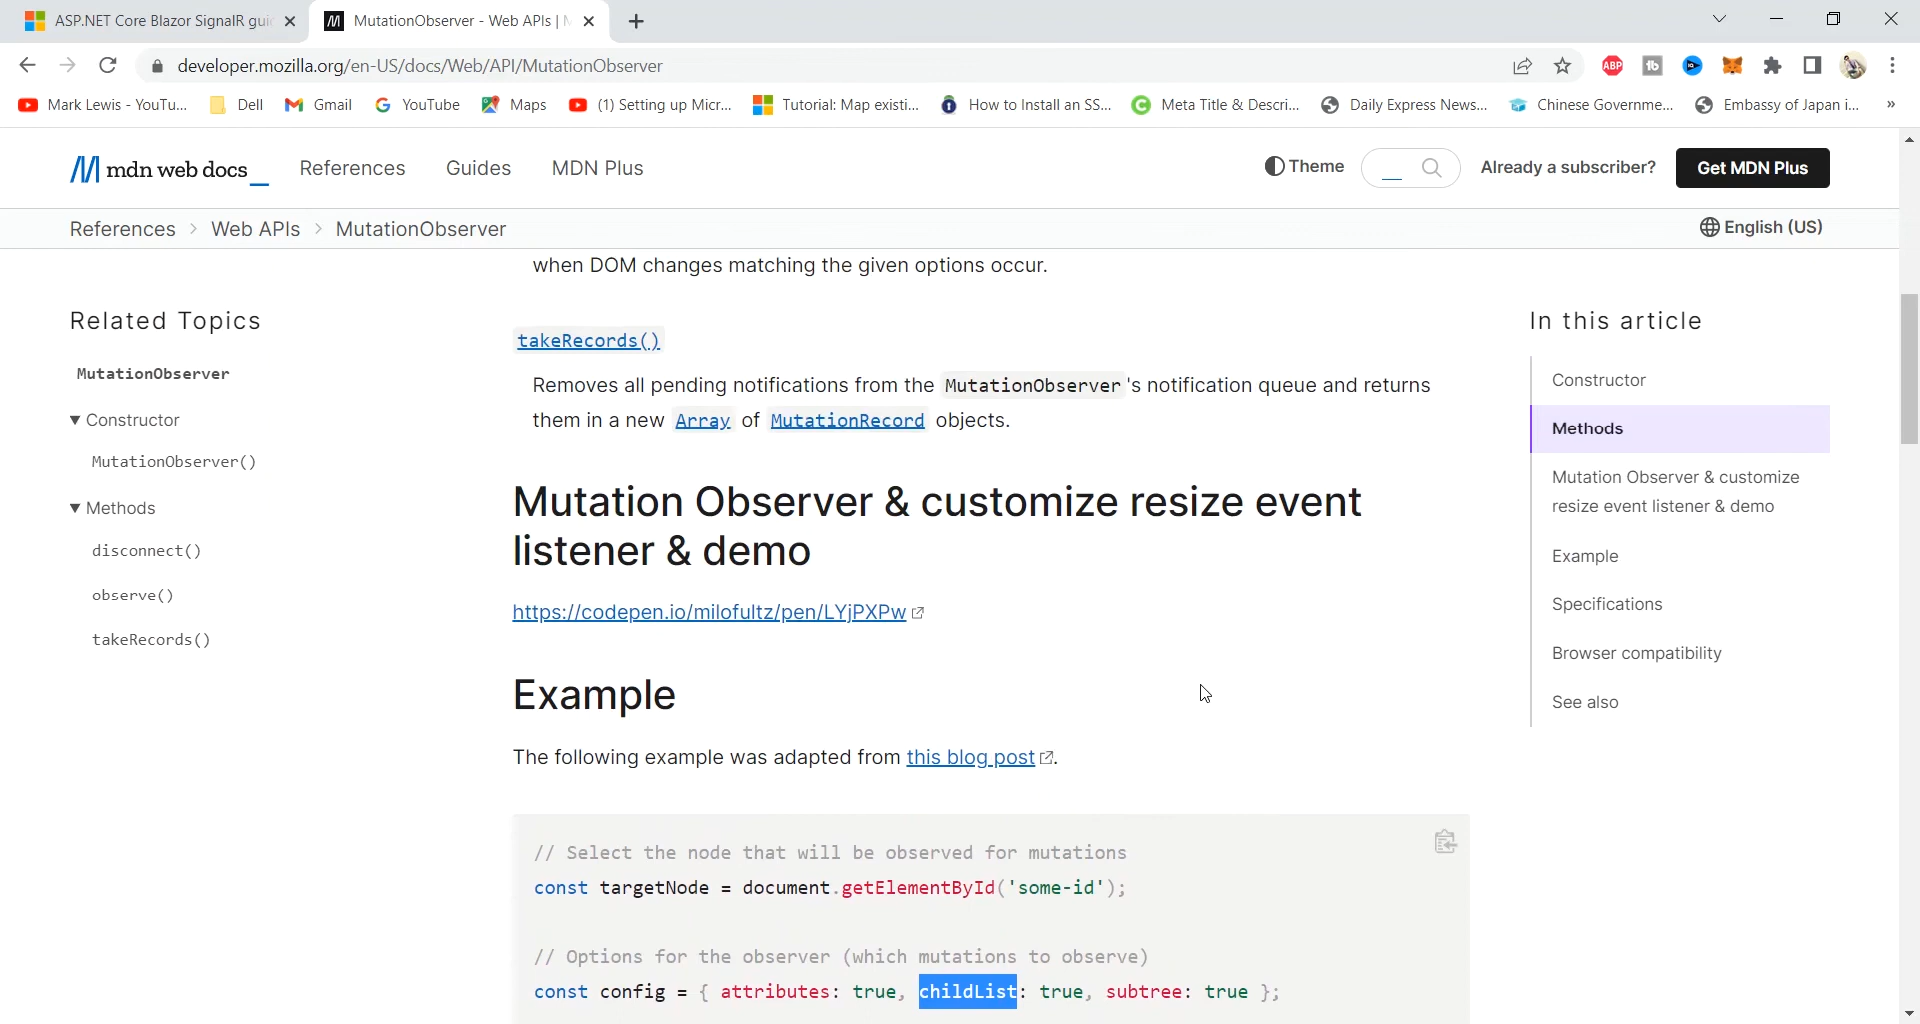 ASP.NET Core Blazor SignalR gui
MutationObserver - Web APIs |
developer.mozilla.org/en-US/docs/Web/API/MutationObserver
ABP
tb
Mark Lewis - YouTu...
Dell
Gmail
YouTube
Maps
(1) Setting up Micr...
Tutorial: Map existi...
How to Install an SS...
Meta Title & Descri...
Daily Express News...
Chinese Governme...
Embassy of Japan i...
»
mdn web docs_
References
Guides
MDN Plus
Theme
Already a subscriber?
Get MDN Plus
References > Web APIs > MutationObserver
English (US)
Related Topics
MutationObserver
Constructor
MutationObserver()
Methods
disconnect()
observe()
takeRecords()
when DOM changes matching the given options occur.
takeRecords()
Removes all pending notifications from the MutationObserver's notification queue and returns
them in a new Array of MutationRecord objects.
Mutation Observer & customize resize event
listener & demo
https://codepen.io/milofultz/pen/LYjPXPw
Example
The following example was adapted from this blog post.
// Select the node that will be observed for mutations
const targetNode = document.getElementById('some-id');
// Options for the observer (which mutations to observe)
const config = { attributes: true, childList: true, subtree: true };
In this article
Constructor
Methods
Mutation Observer & customize
resize event listener & demo
Example
Specifications
Browser compatibility
See also